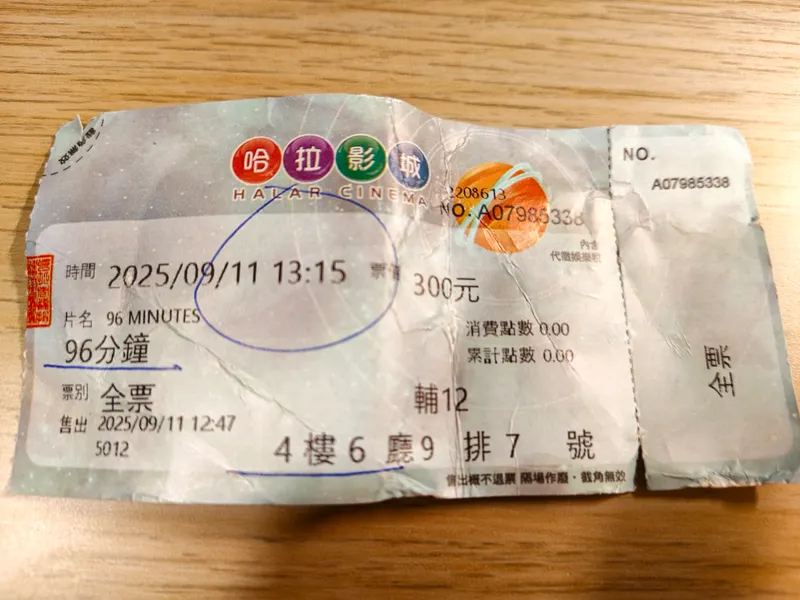 哈拉影城
HALAR CINEMA
2208613
NO. A07985338
內含
代徵娛樂稅
時間 2025/09/11 13:15 票價 300元
片名 96 MINUTES
96分鐘
消費點數 0.00
累計點數 0.00
票別 全票
輔12
售出 2025/09/11 12:47
5012
4 樓 6 廳 9 排 7 號
售出概不退票 隔場作廢・截角無效
NO.
A07985338
全票